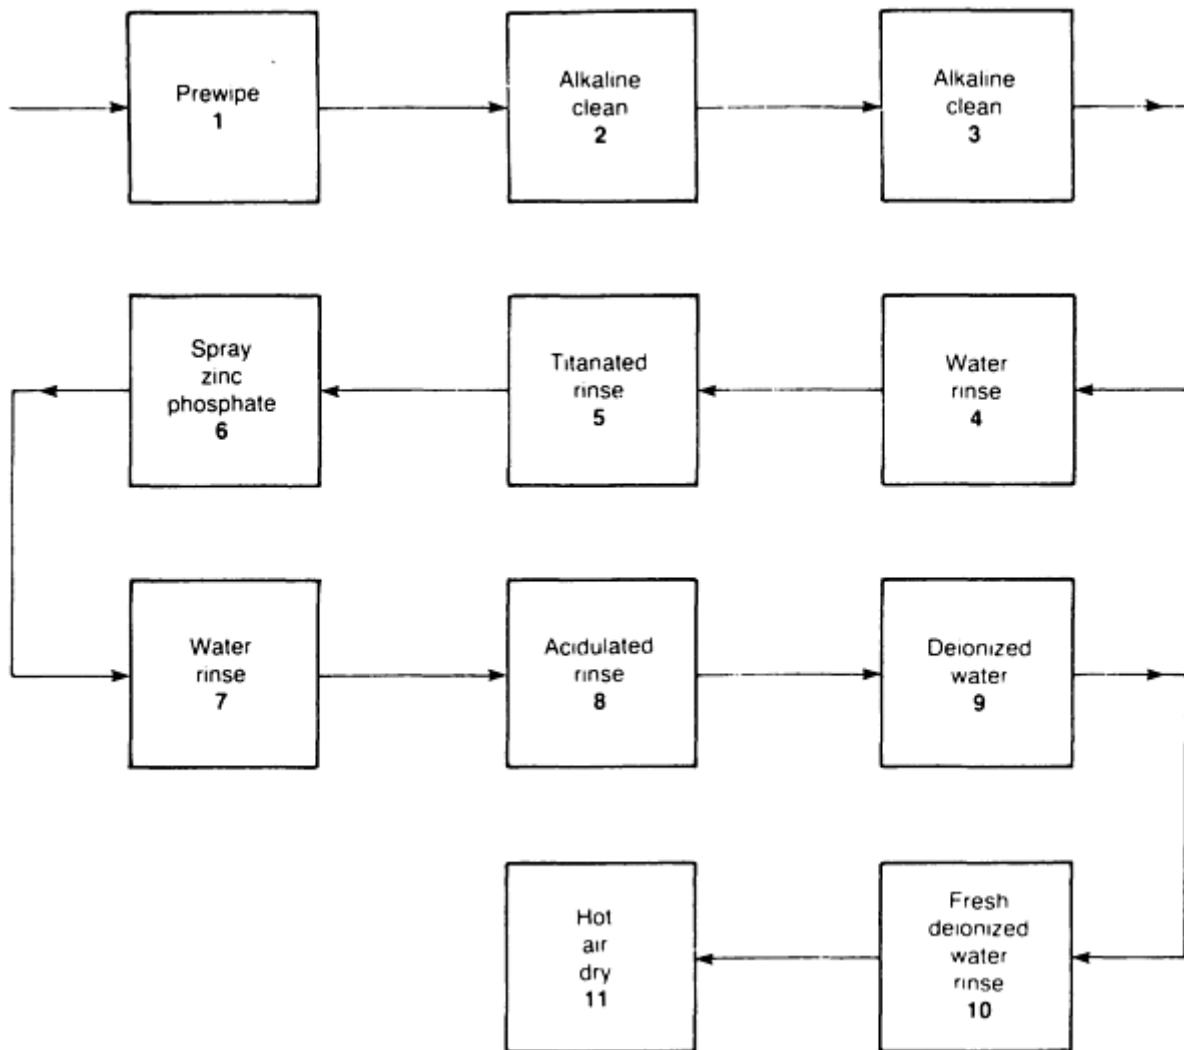 Prewipe
1
Alkaline
clean
2
Alkaline
clean
3
Spray
zinc
phosphate
6
Titanated
rinse
5
Water
rinse
4
Water
rinse
7
Acidulated
rinse
8
Deionized
water
9
Hot
air
dry
11
Fresh
deionized
water
rinse
10